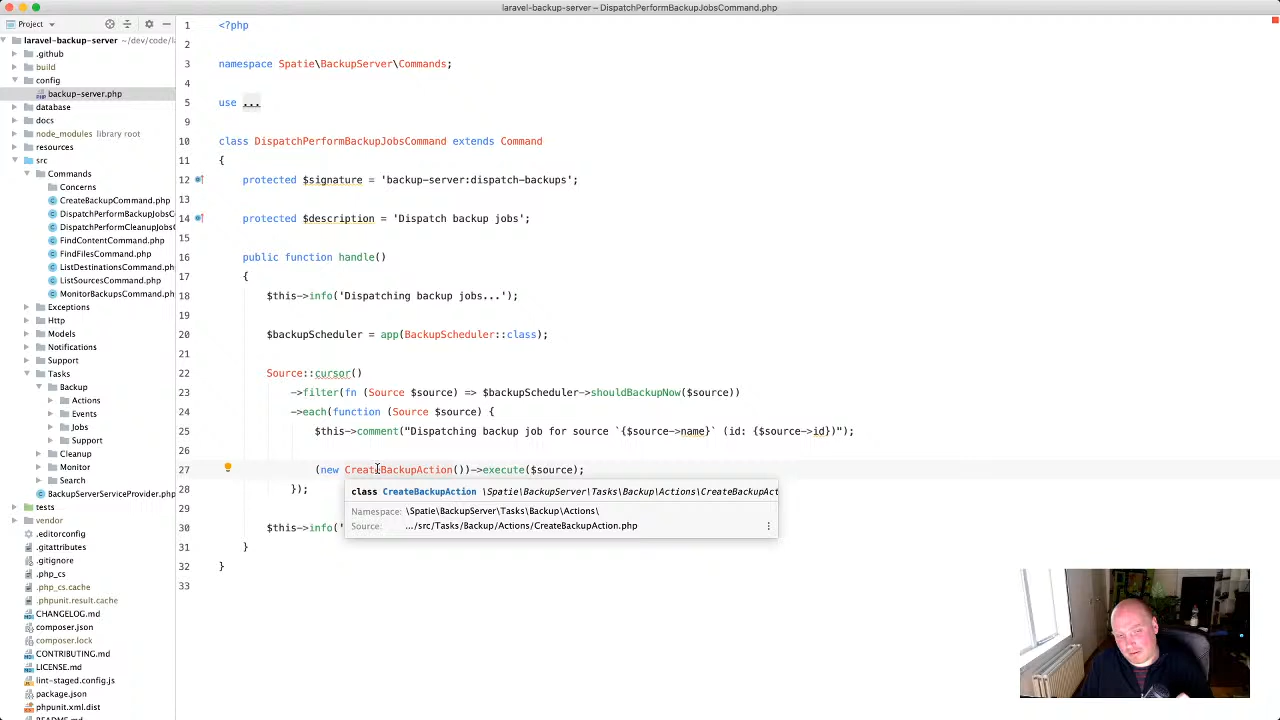 laravel-backup-server – DispatchPerformBackupJobsCommand.php
Project
laravel-backup-server ~/dev/code/l
.github
build
config
backup-server.php
database
docs
node_modules library root
resources
src
Commands
Concerns
CreateBackupCommand.php
DispatchPerformBackupJobsC
DispatchPerformCleanupJobsC
FindContentCommand.php
FindFilesCommand.php
ListDestinationsCommand.ph
ListSourcesCommand.php
MonitorBackupsCommand.ph
Exceptions
Http
Models
Notifications
Support
Tasks
Backup
Actions
Events
Jobs
Support
Cleanup
Monitor
Search
BackupServerServiceProvider.php
tests
vendor
.editorconfig
.gitattributes
.gitignore
.php_cs
.php_cs.cache
.phpunit.result.cache
CHANGELOG.md
composer.json
composer.lock
CONTRIBUTING.md
LICENSE.md
lint-staged.config.js
package.json
phpunit.xml.dist
README.md
1 <?php
2
3 namespace Spatie\BackupServer\Commands;
4
5 use ...
9
10 class DispatchPerformBackupJobsCommand extends Command
11 {
12 protected $signature = 'backup-server:dispatch-backups';
13
14 protected $description = 'Dispatch backup jobs';
15
16 public function handle()
17 {
18 $this->info('Dispatching backup jobs...');
19
20 $backupScheduler = app(BackupScheduler::class);
21
22 Source::cursor()
23 ->filter(fn (Source $source) => $backupScheduler->shouldBackupNow($source))
24 ->each(function (Source $source) {
25 $this->comment("Dispatching backup job for source `{$source->name}` (id: {$source->id})");
26
27 (new CreateBackupAction())->execute($source);
28 });
class CreateBackupAction \Spatie\BackupServer\Tasks\Backup\Actions\CreateBackupAct
29
Namespace: \Spatie\BackupServer\Tasks\Backup\Actions\
30 $this->info('
Source: .../src/Tasks/Backup/Actions/CreateBackupAction.php
31 }
32 }
33